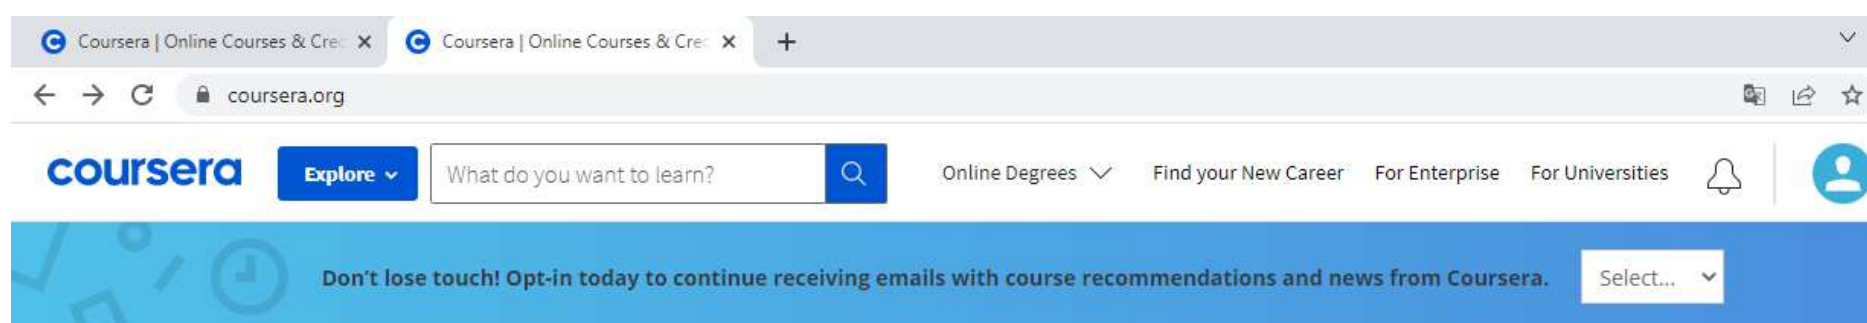 Coursera | Online Courses & Cre
Coursera | Online Courses & Cre
coursera.org
coursera
Explore
What do you want to learn?
Online Degrees
Find your New Career
For Enterprise
For Universities
Don't lose touch! Opt-in today to continue receiving emails with course recommendations and news from Coursera.
Select...